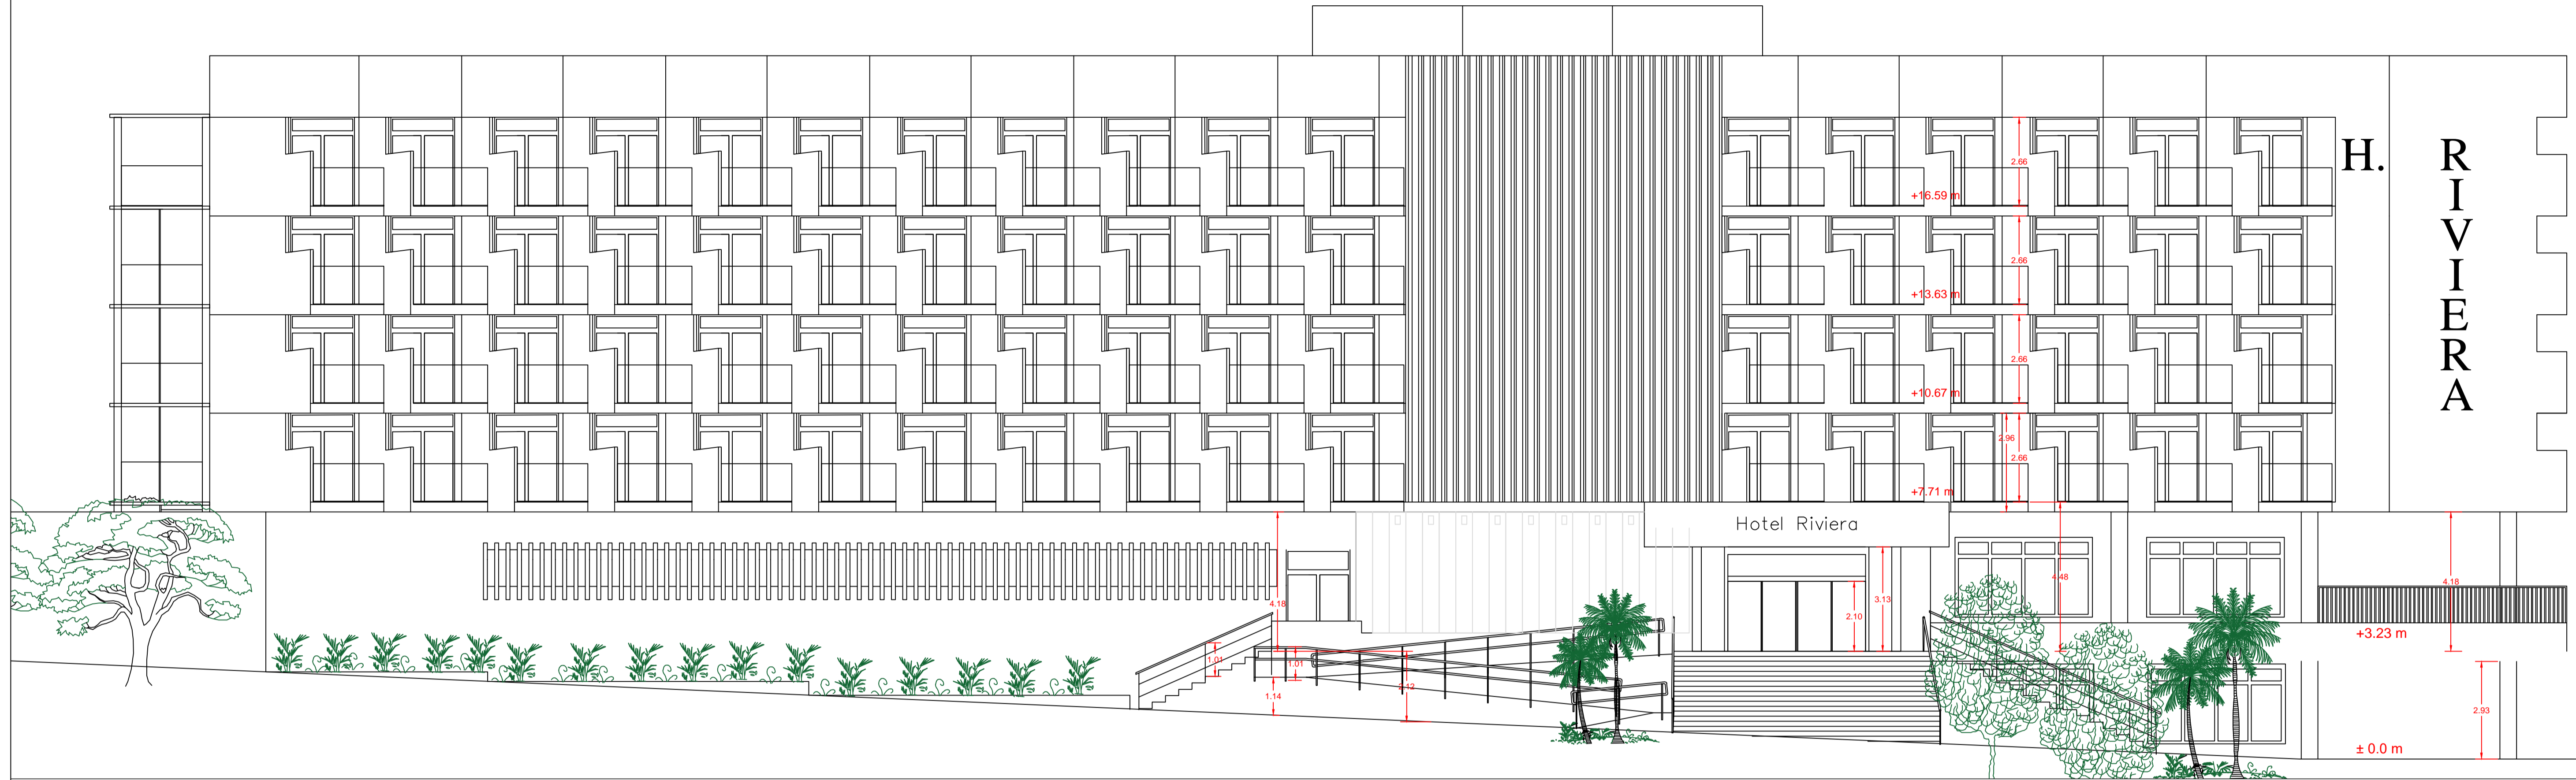 H.
R
I
V
I
E
R
A
2.66
+16.59 m
2.66
+13.63 m
2.66
+10.67 m
2.96
2.66
+7.71 m
Hotel Riviera
4.18
4.48
4.18
3.13
2.10
+3.23 m
1.01
1.01
2.12
1.14
2.93
± 0.0 m